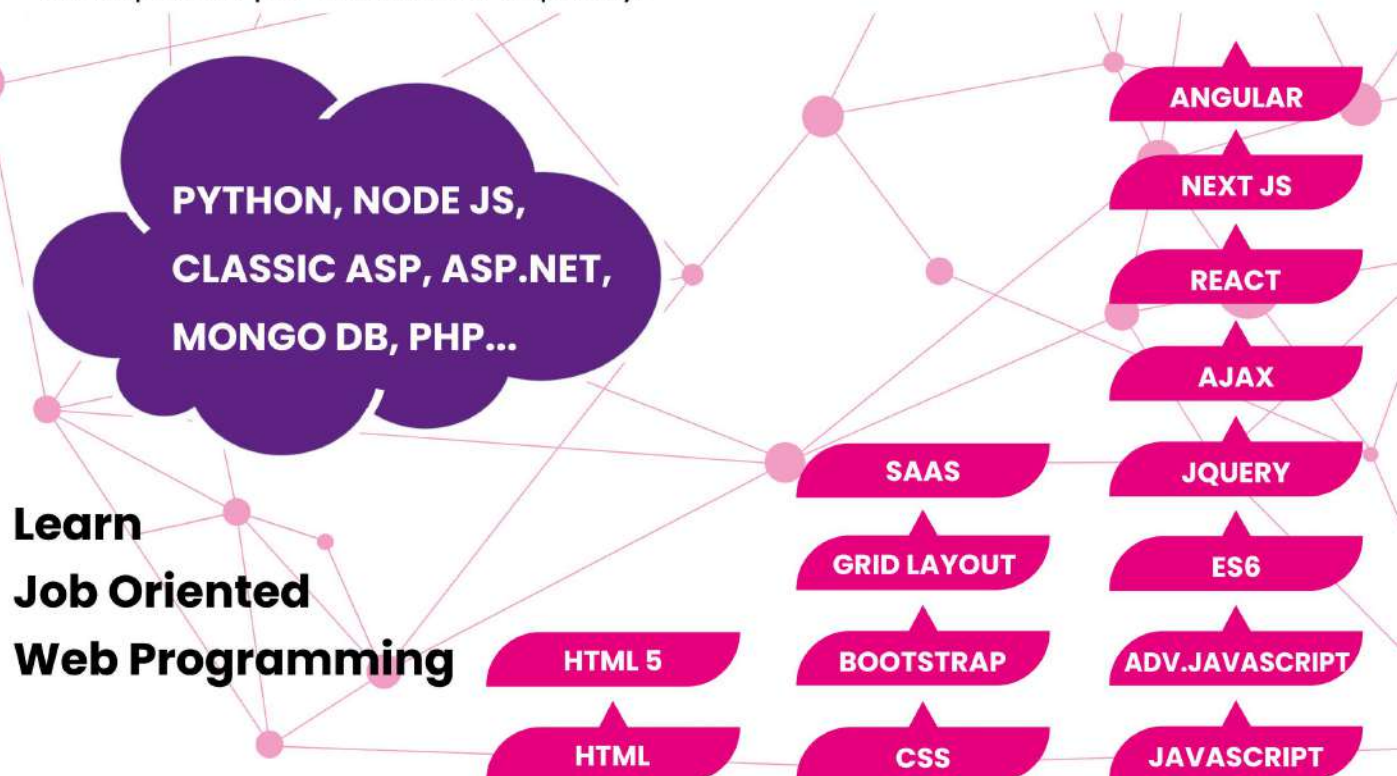 PYTHON, NODE JS,
CLASSIC ASP, ASP.NET,
MONGO DB, PHP...
Learn
Job Oriented
Web Programming
HTML 5
HTML
SAAS
GRID LAYOUT
BOOTSTRAP
CSS
ANGULAR
NEXT JS
REACT
AJAX
JQUERY
ES6
ADV.JAVASCRIPT
JAVASCRIPT